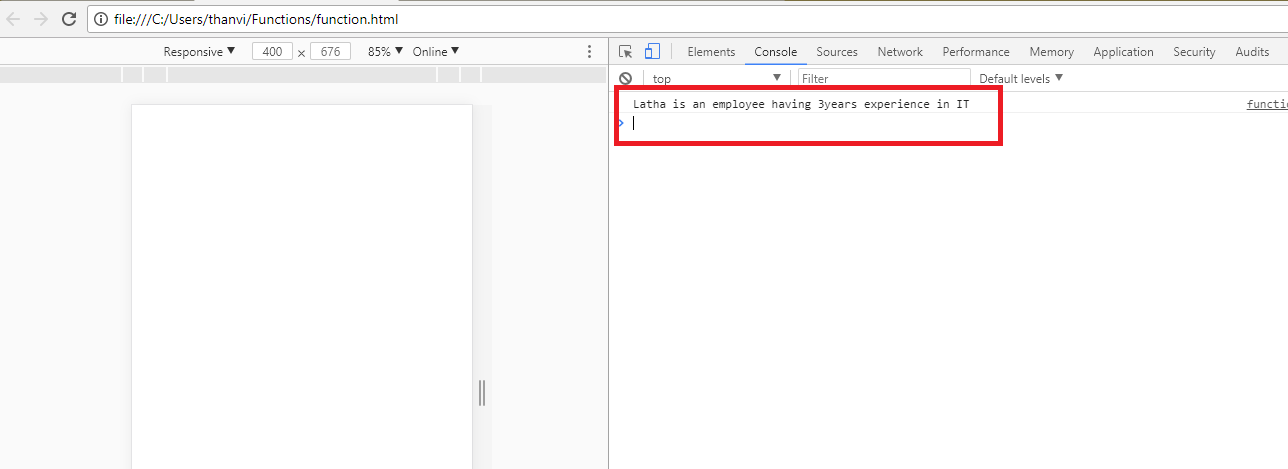 file:///C:/Users/thanvi/Functions/function.html
Responsive ▼ 400 × 676 85% ▼ Online ▼
Elements Console Sources Network Performance Memory Application Security Audits
top ▼ Filter Default levels ▼
Latha is an employee having 3years experience in IT functi